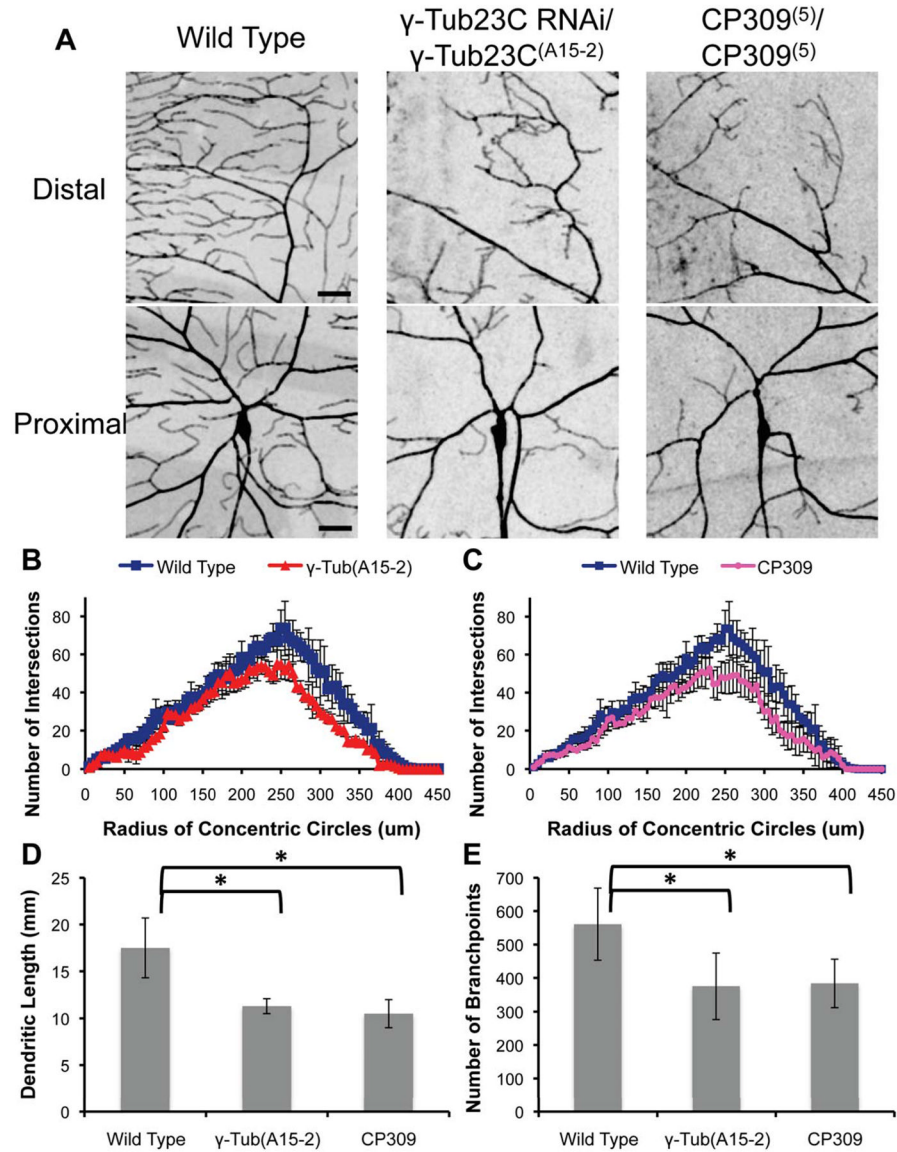 A
Wild Type
γ-Tub23C RNAi/
γ-Tub23C(A15-2)
CP309(5)/
CP309(5)
Distal
Proximal
B
Wild Type
γ-Tub(A15-2)
Number of Intersections
80
60
40
20
0
0 50 100 150 200 250 300 350 400 450
Radius of Concentric Circles (um)
C
Wild Type
CP309
Number of Intersections
80
60
40
20
0
0 50 100 150 200 250 300 350 400 450
Radius of Concentric Circles (um)
D
*
*
Dendritic Length (mm)
25
20
15
10
5
0
Wild Type γ-Tub(A15-2) CP309
E
*
*
Number of Branchpoints
700
600
500
400
300
200
100
0
Wild Type γ-Tub(A15-2) CP309